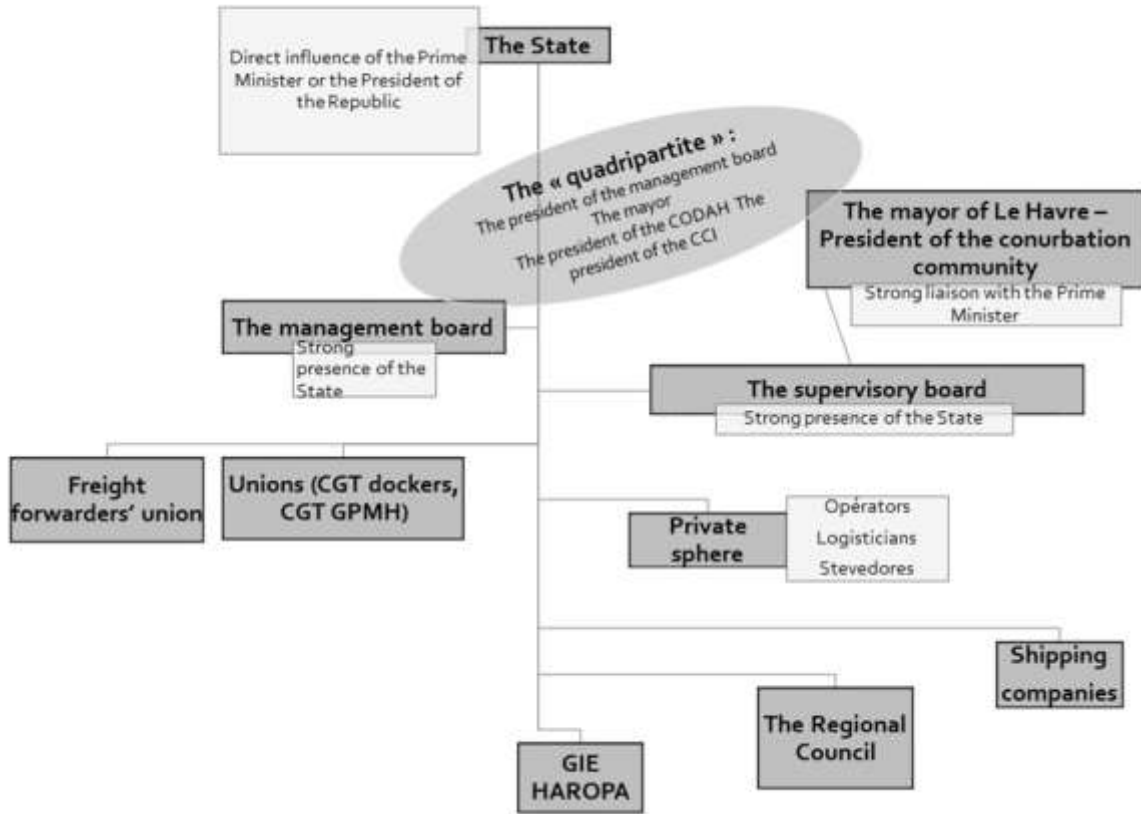 The State
Direct influence of the Prime
Minister or the President of
the Republic
The « quadripartite » :
The president of the management board
The mayor
The president of the CODAH The
president of the CCI
The mayor of Le Havre –
President of the conurbation
community
Strong liaison with the Prime
Minister
The management board
Strong
presence of the
State
The supervisory board
Strong presence of the State
Freight
forwarders’ union
Unions (CGT dockers,
CGT GPMH)
Private
sphere
Opérators
Logisticians
Stevedores
Shipping
companies
The Regional
Council
GIE
HAROPA